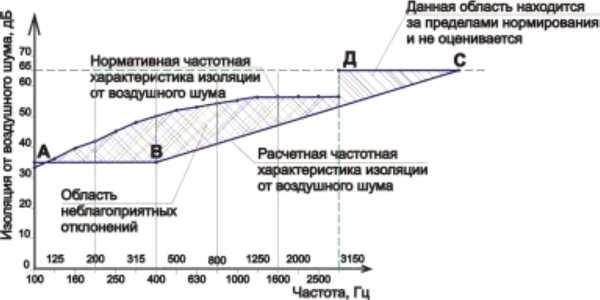 Данная область находится
за пределами нормирования
и не оценивается
Изоляция от воздушного шума, дБ
70
65
60
50
40
30
20
10
0
Нормативная частотная
характеристика изоляции
от воздушного шума
Д
С
А
В
Расчетная частотная
характеристика изоляции
от воздушного шума
Область
неблагоприятных
отклонений
125
200
315
500
800
1250
2000
3150
100
160
250
400
630
1000
1600
2500
Частота, Гц